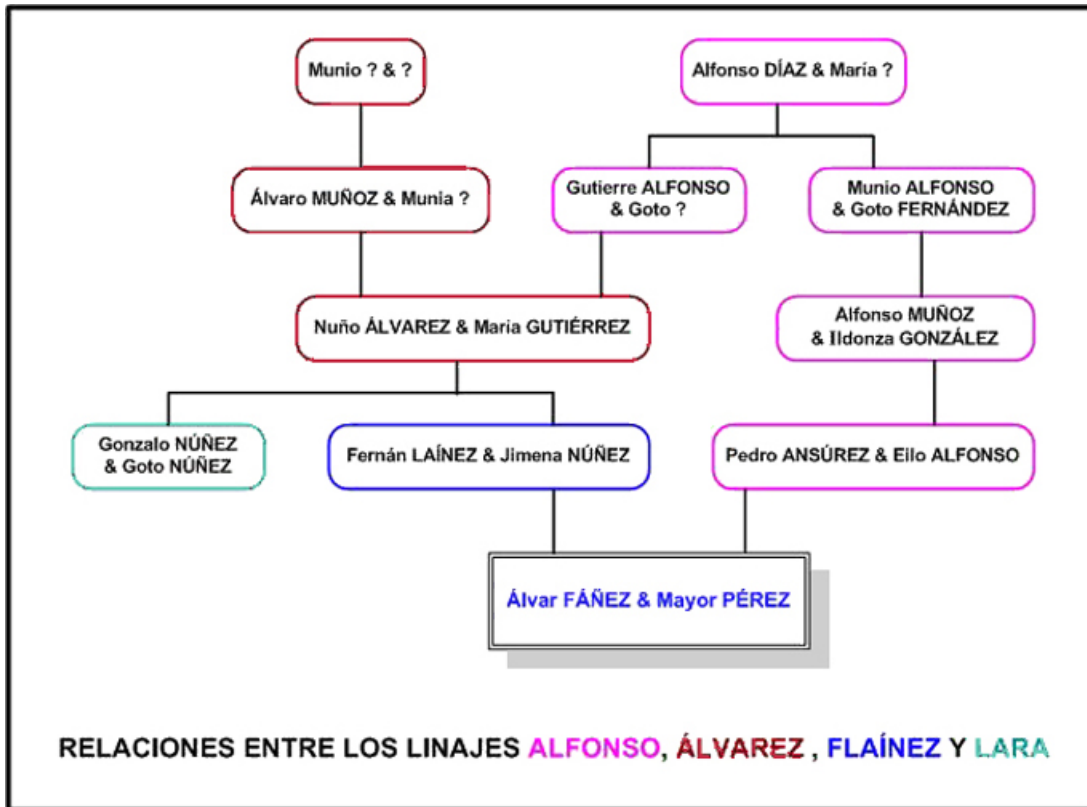 Munio ? & ?
Alfonso DÍAZ & María ?
Álvaro MUÑOZ & Munia ?
Gutierre ALFONSO
& Goto ?
Munio ALFONSO
& Goto FERNÁNDEZ
Nuño ÁLVAREZ & María GUTIÉRREZ
Alfonso MUÑOZ
& Ildonza GONZÁLEZ
Gonzalo NÚÑEZ
& Goto NÚÑEZ
Fernán LAÍNEZ & Jimena NÚÑEZ
Pedro ANSÚREZ & Eilo ALFONSO
Álvar FÁÑEZ & Mayor PÉREZ
RELACIONES ENTRE LOS LINAJES ALFONSO, ÁLVAREZ , FLAÍNEZ Y LARA